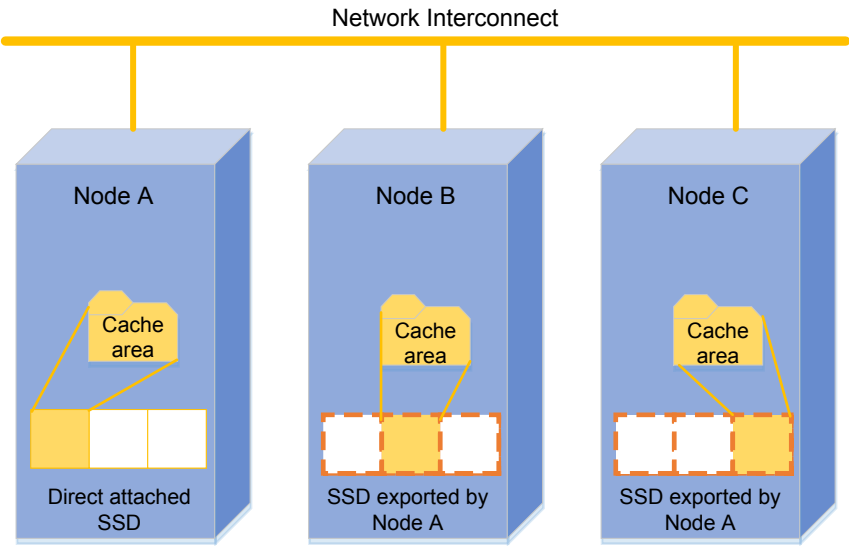 Network Interconnect
Node A
Node B
Node C
Cache
area
Cache
area
Cache
area
Direct attached
SSD
SSD exported by
Node A
SSD exported by
Node A